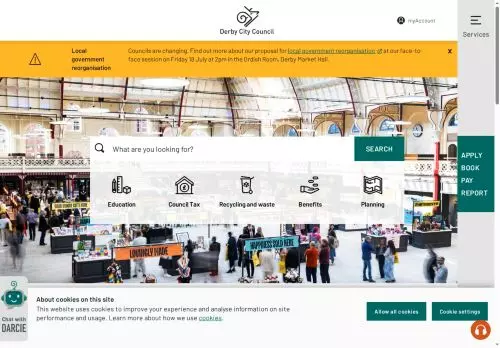 Derby City Council
myAccount
Services
Local
government
reorganisation
Councils are changing. Find out more about our proposal for local government reorganisation at our face-to-
face session on Friday 18 July at 2pm in the Ordish Room, Derby Market Hall.
x
What are you looking for?
SEARCH
APPLY
BOOK
PAY
REPORT
Education
Council Tax
Recycling and waste
Benefits
Planning
LOVINGLY MADE
HAPPINESS SOLD HERE
About cookies on this site
This website uses cookies to improve your experience and analyse information on site
performance and usage. Learn more about how we use cookies.
Allow all cookies
Cookie settings
Chat with
DARCIE